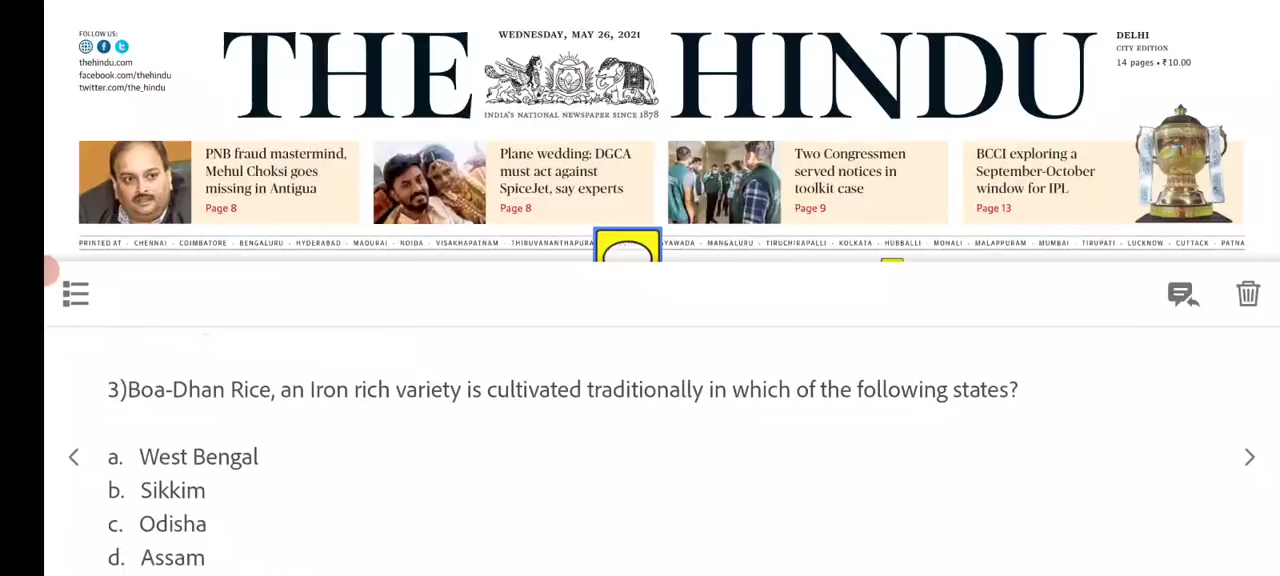 FOLLOW US:
thehindu.com
facebook.com/thehindu
twitter.com/the_hindu
THE HINDU
WEDNESDAY, MAY 26, 2021
INDIA'S NATIONAL NEWSPAPER SINCE 1878
DELHI
CITY EDITION
14 pages • ₹10.00
PNB fraud mastermind,
Mehul Choksi goes
missing in Antigua
Page 8
Plane wedding: DGCA
must act against
SpiceJet, say experts
Page 8
Two Congressmen
served notices in
toolkit case
Page 9
BCCI exploring a
September-October
window for IPL
Page 13
PRINTED AT · CHENNAI · COIMBATORE · BENGALURU · HYDERABAD · MADURAI · NOIDA · VISAKHAPATNAM · THIRUVANANTHAPURA YAWADA · MANGALURU · TIRUCHIRAPALLI · KOLKATA · HUBBALLI · MOHALI · MALAPPURAM · MUMBAI · TIRUPATI · LUCKNOW · CUTTACK · PATNA
3)Boa-Dhan Rice, an Iron rich variety is cultivated traditionally in which of the following states?
a. West Bengal
b. Sikkim
c. Odisha
d. Assam